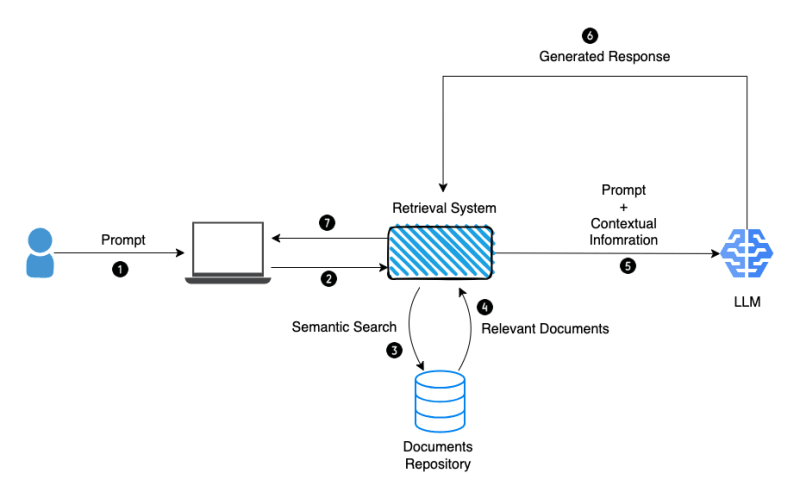 6
Generated Response
Retrieval System
Prompt
+
Contextual
Infomration
Prompt
7
1
2
5
LLM
Semantic Search
3
4
Relevant Documents
Documents
Repository